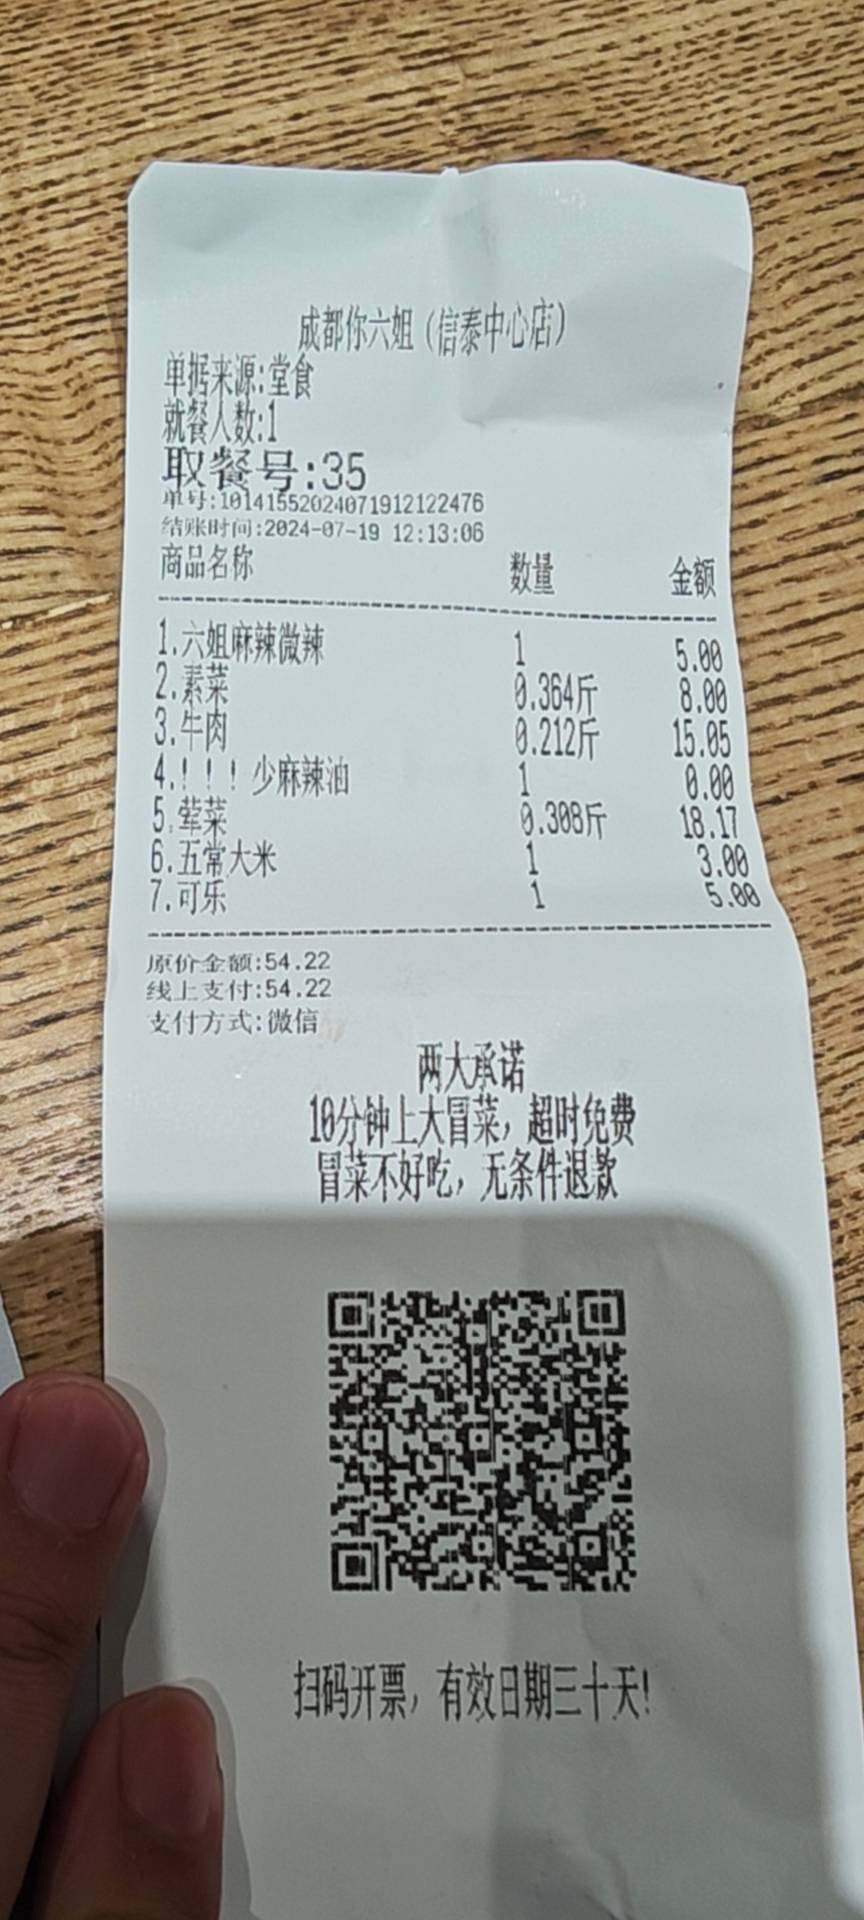 成都你六姐(信泰中心店)
单据来源:堂食
就餐人数:1
取餐号:35
单号:10141552024071912122476
结账时间:2024-07-19 12:13:06
商品名称 数量 金额
1.六姐麻辣微辣 1 5.00
2.素菜 0.364斤 8.00
3.牛肉 0.212斤 15.05
4.!!!少麻辣油 1 0.00
5.荤菜 0.308斤 18.17
6.五常大米 1 3.00
7.可乐 1 5.00
原价金额:54.22
线上支付:54.22
支付方式:微信
两大承诺
10分钟上大冒菜，超时免费
冒菜不好吃，无条件退款
扫码开票，有效日期三十天!